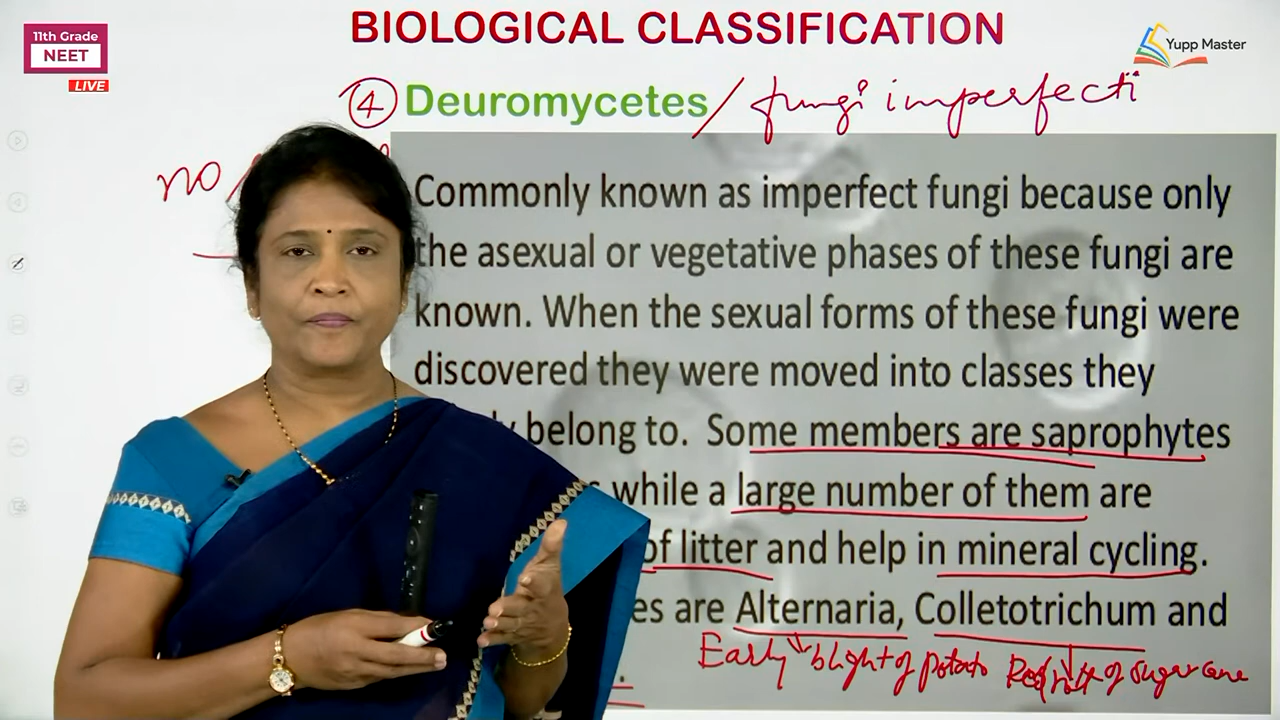 BIOLOGICAL CLASSIFICATION
11th Grade
NEET
LIVE
Yupp Master
④ Deuromycetes / fungi imperfecti
no
Commonly known as imperfect fungi because only
the asexual or vegetative phases of these fungi are
known. When the sexual forms of these fungi were
discovered they were moved into classes they
belong to. Some members are saprophytes
while a large number of them are
of litter and help in mineral cycling.
es are Alternaria, Colletotrichum and
Early blight of potato Red rot of sugar cane